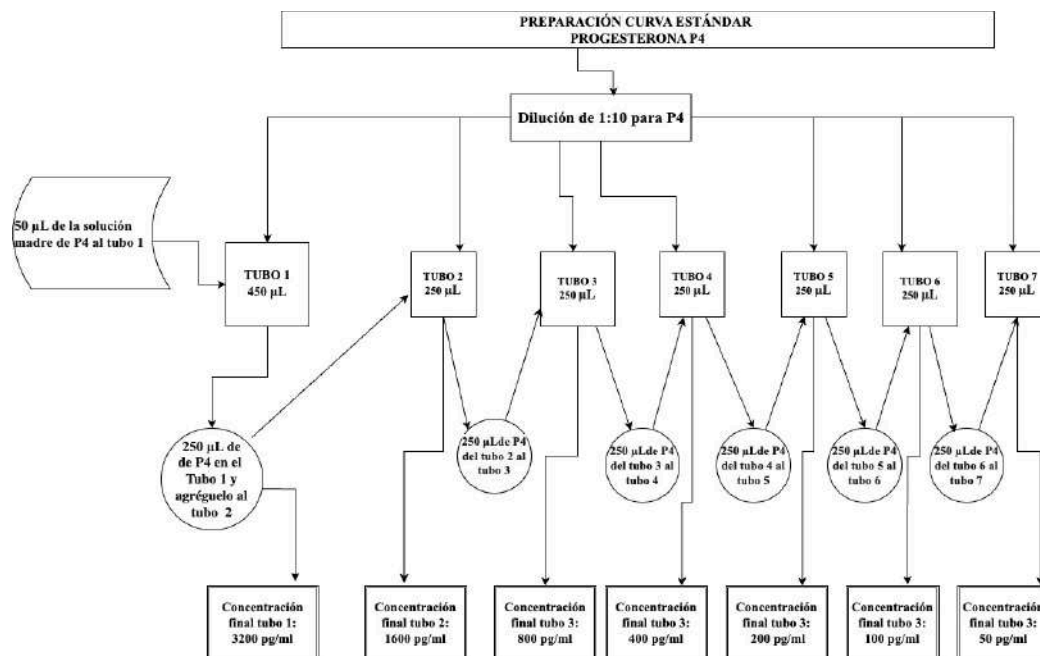 PREPARACIÓN CURVA ESTÁNDAR
PROGESTERONA P4
Dilución de 1:10 para P4
50 µL de la solución
madre de P4 al tubo 1
TUBO 1
450 µL
TUBO 2
250 µL
TUBO 3
250 µL
TUBO 4
250 µL
TUBO 5
250 µL
TUBO 6
250 µL
TUBO 7
250 µL
250 µL de
de P4 en el
Tubo 1 y
agréguelo al
tubo 2
250 µLde P4
del tubo 2 al
tubo 3
250 µLde P4
del tubo 3 al
tubo 4
250 µLde P4
del tubo 4 al
tubo 5
250 µLde P4
del tubo 5 al
tubo 6
250 µLde P4
del tubo 6 al
tubo 7
Concentración
final tubo 1:
3200 pg/ml
Concentración
final tubo 2:
1600 pg/ml
Concentración
final tubo 3:
800 pg/ml
Concentración
final tubo 3:
400 pg/ml
Concentración
final tubo 3:
200 pg/ml
Concentración
final tubo 3:
100 pg/ml
Concentración
final tubo 3:
50 pg/ml